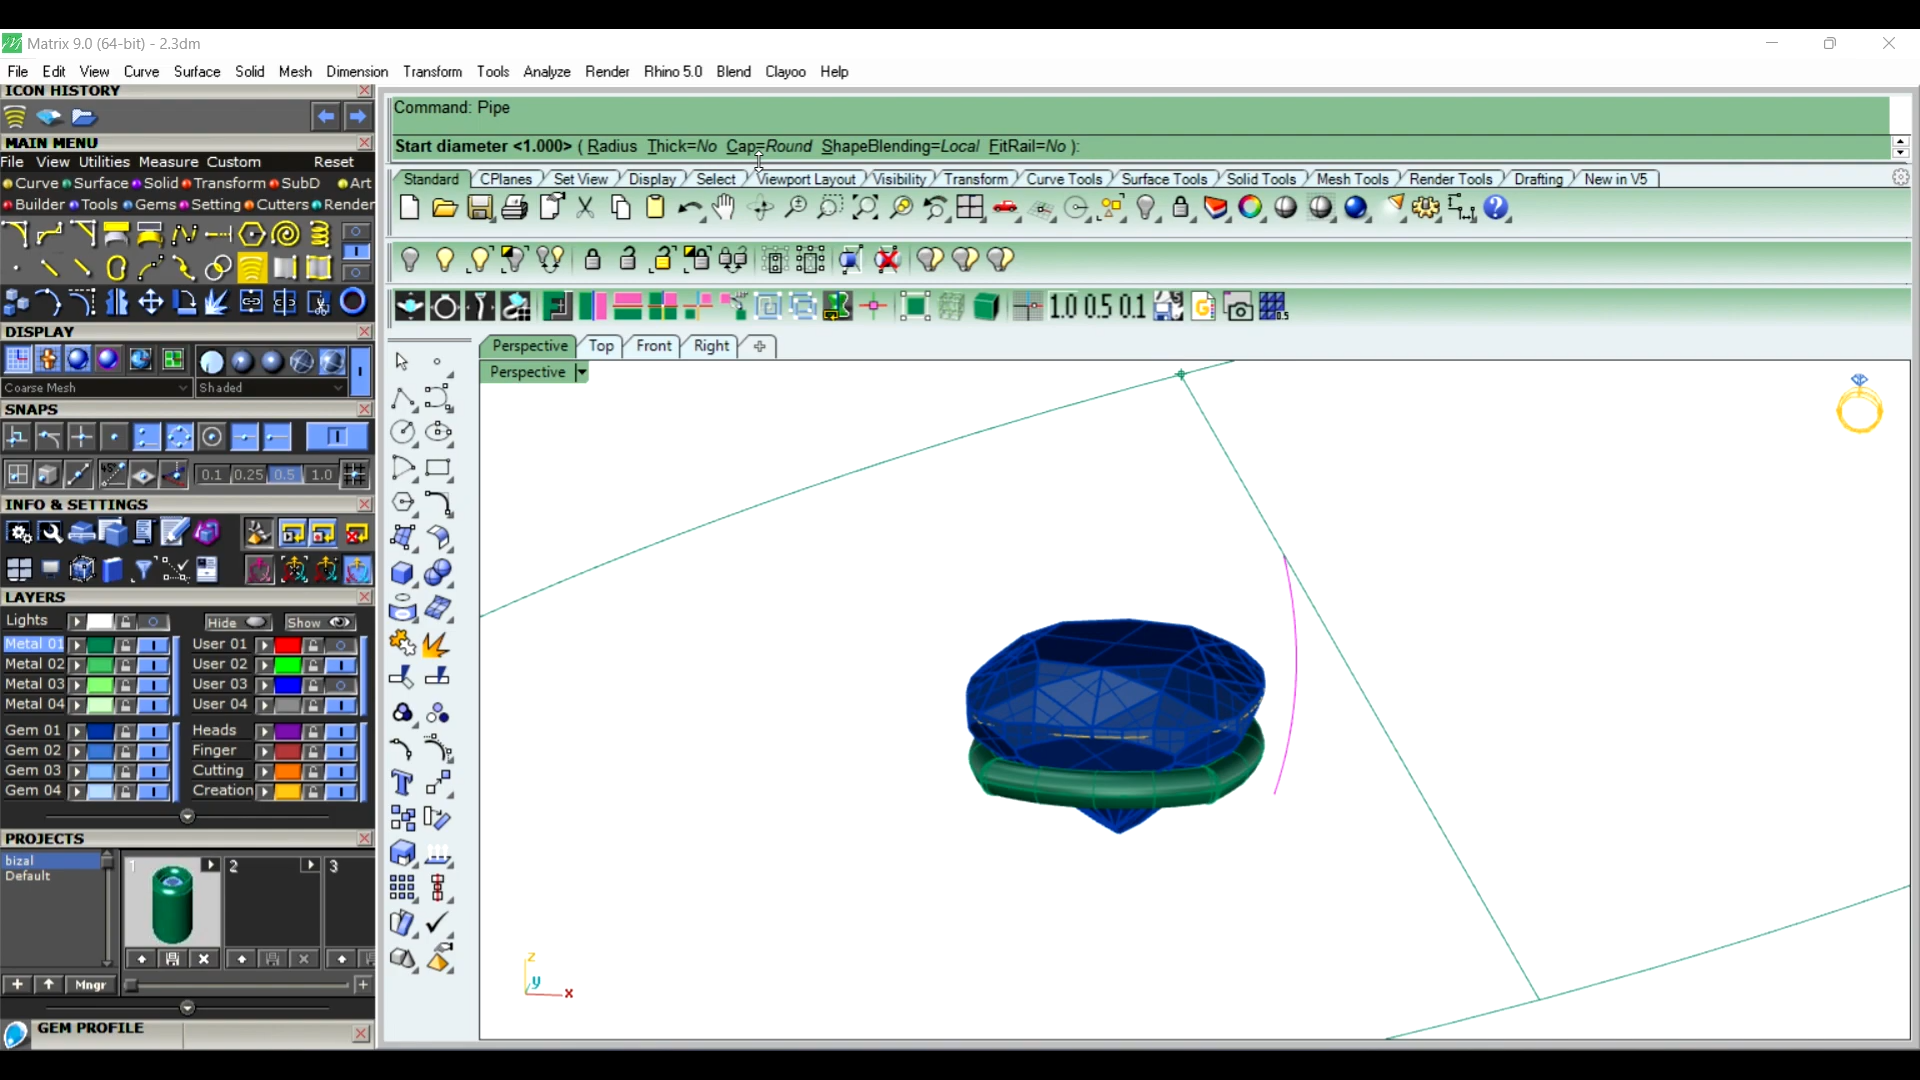 Matrix 9.0 (64-bit) - 2.3dm
File Edit View Curve Surface Solid Mesh Dimension Transform Tools Analyze Render Rhino 5.0 Blend Clayoo Help
ICON HISTORY
MAIN MENU
File View Utilities Measure Custom Reset
Curve Surface Solid Transform SubD Art
Builder Tools Gems Setting Cutters Render
DISPLAY
Coarse Mesh Shaded
SNAPS
0.1 0.25 0.5 1.0
INFO & SETTINGS
LAYERS
Lights Hide Show
Metal 01 User 01
Metal 02 User 02
Metal 03 User 03
Metal 04 User 04
Gem 01 Heads
Gem 02 Finger
Gem 03 Cutting
Gem 04 Creation
PROJECTS
bizal
Default
1 2 3
Mngr
GEM PROFILE
Command: Pipe
Start diameter <1.000> ( Radius Thick=No Cap=Round ShapeBlending=Local FitRail=No ):
Standard CPlanes Set View Display Select Viewport Layout Visibility Transform Curve Tools Surface Tools Solid Tools Mesh Tools Render Tools Drafting New in V5
1.0 0.5 0.1
Perspective Top Front Right
Perspective
z
y
x